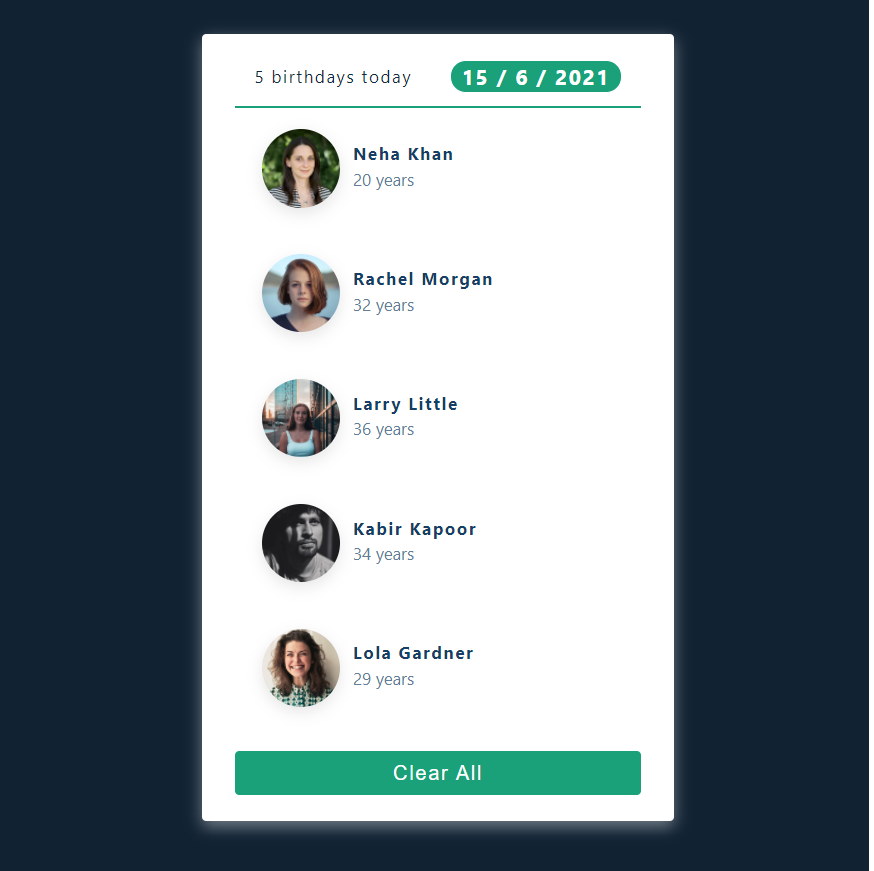 5 birthdays today 15 / 6 / 2021
Neha Khan
20 years
Rachel Morgan
32 years
Larry Little
36 years
Kabir Kapoor
34 years
Lola Gardner
29 years
Clear All